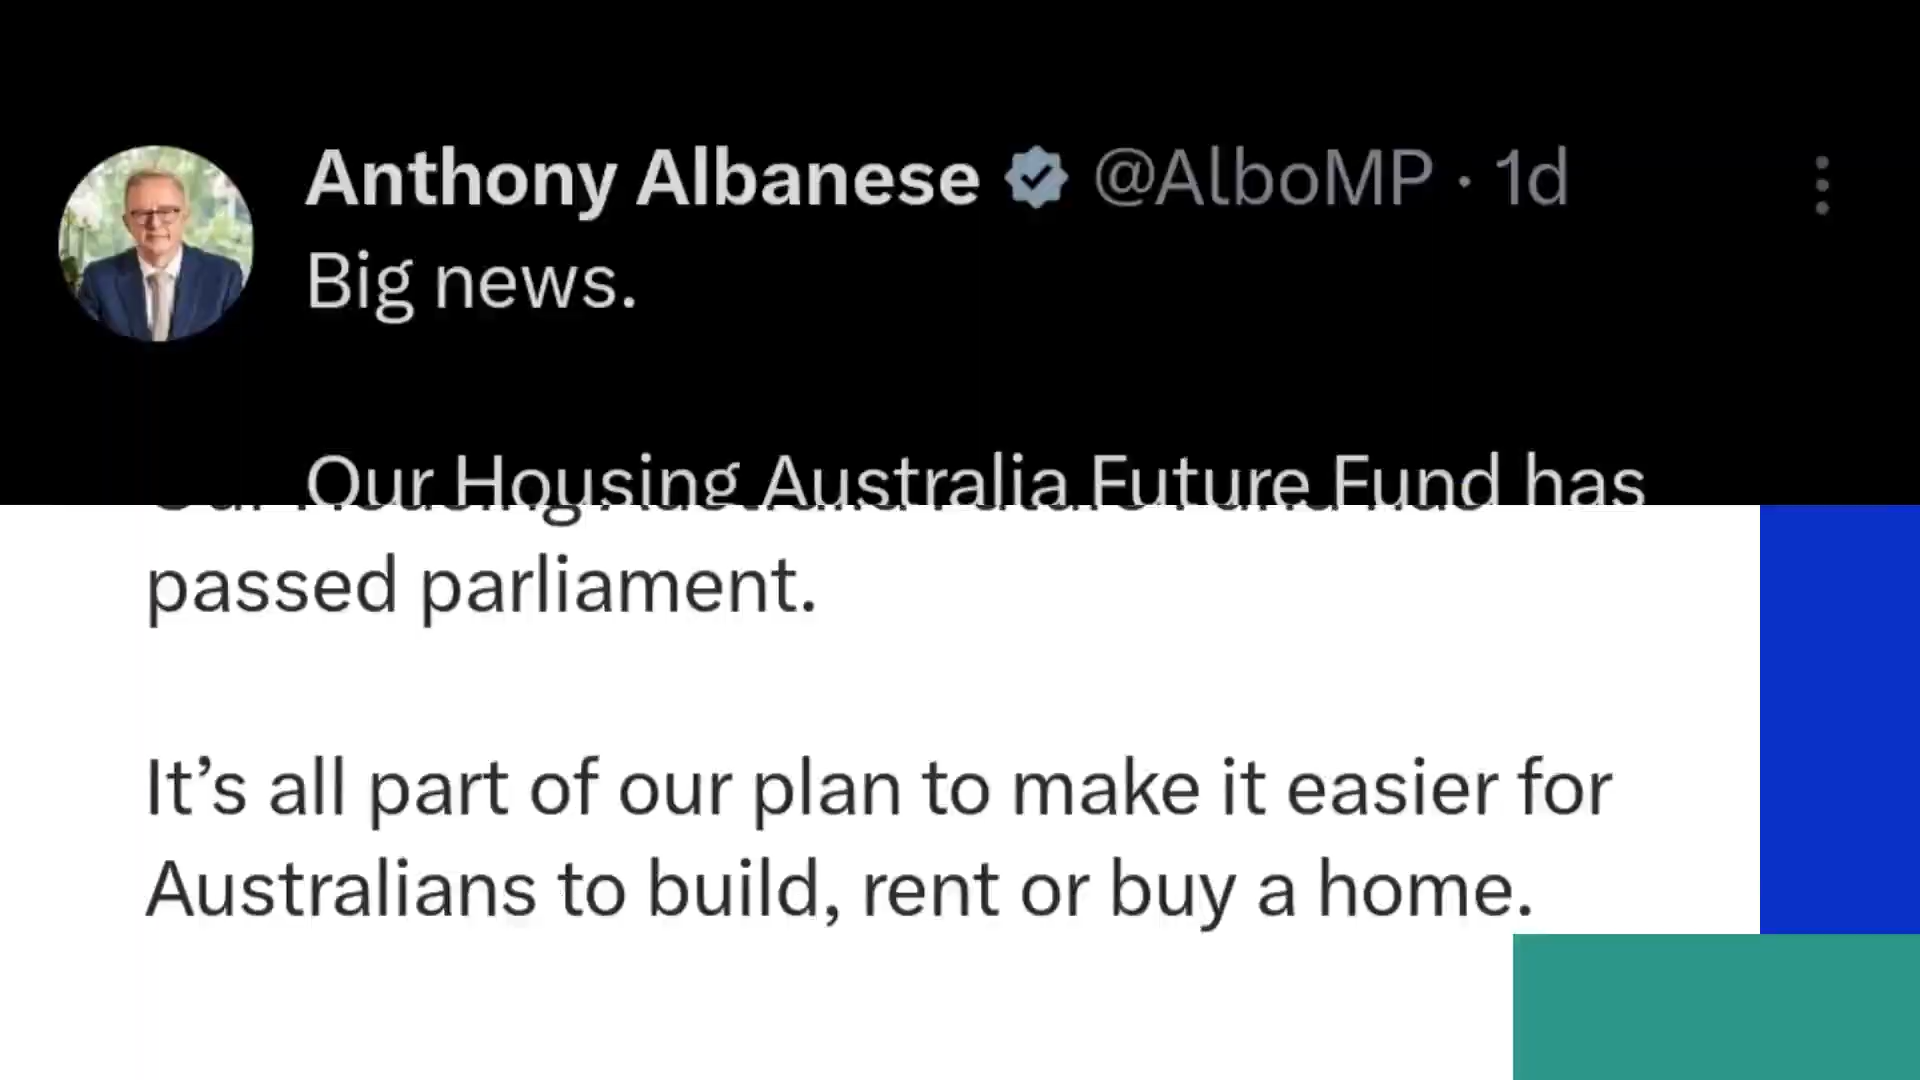 Anthony Albanese @AlboMP · 1d
Big news.
Our Housing Australia Future Fund has
passed parliament.
It’s all part of our plan to make it easier for
Australians to build, rent or buy a home.